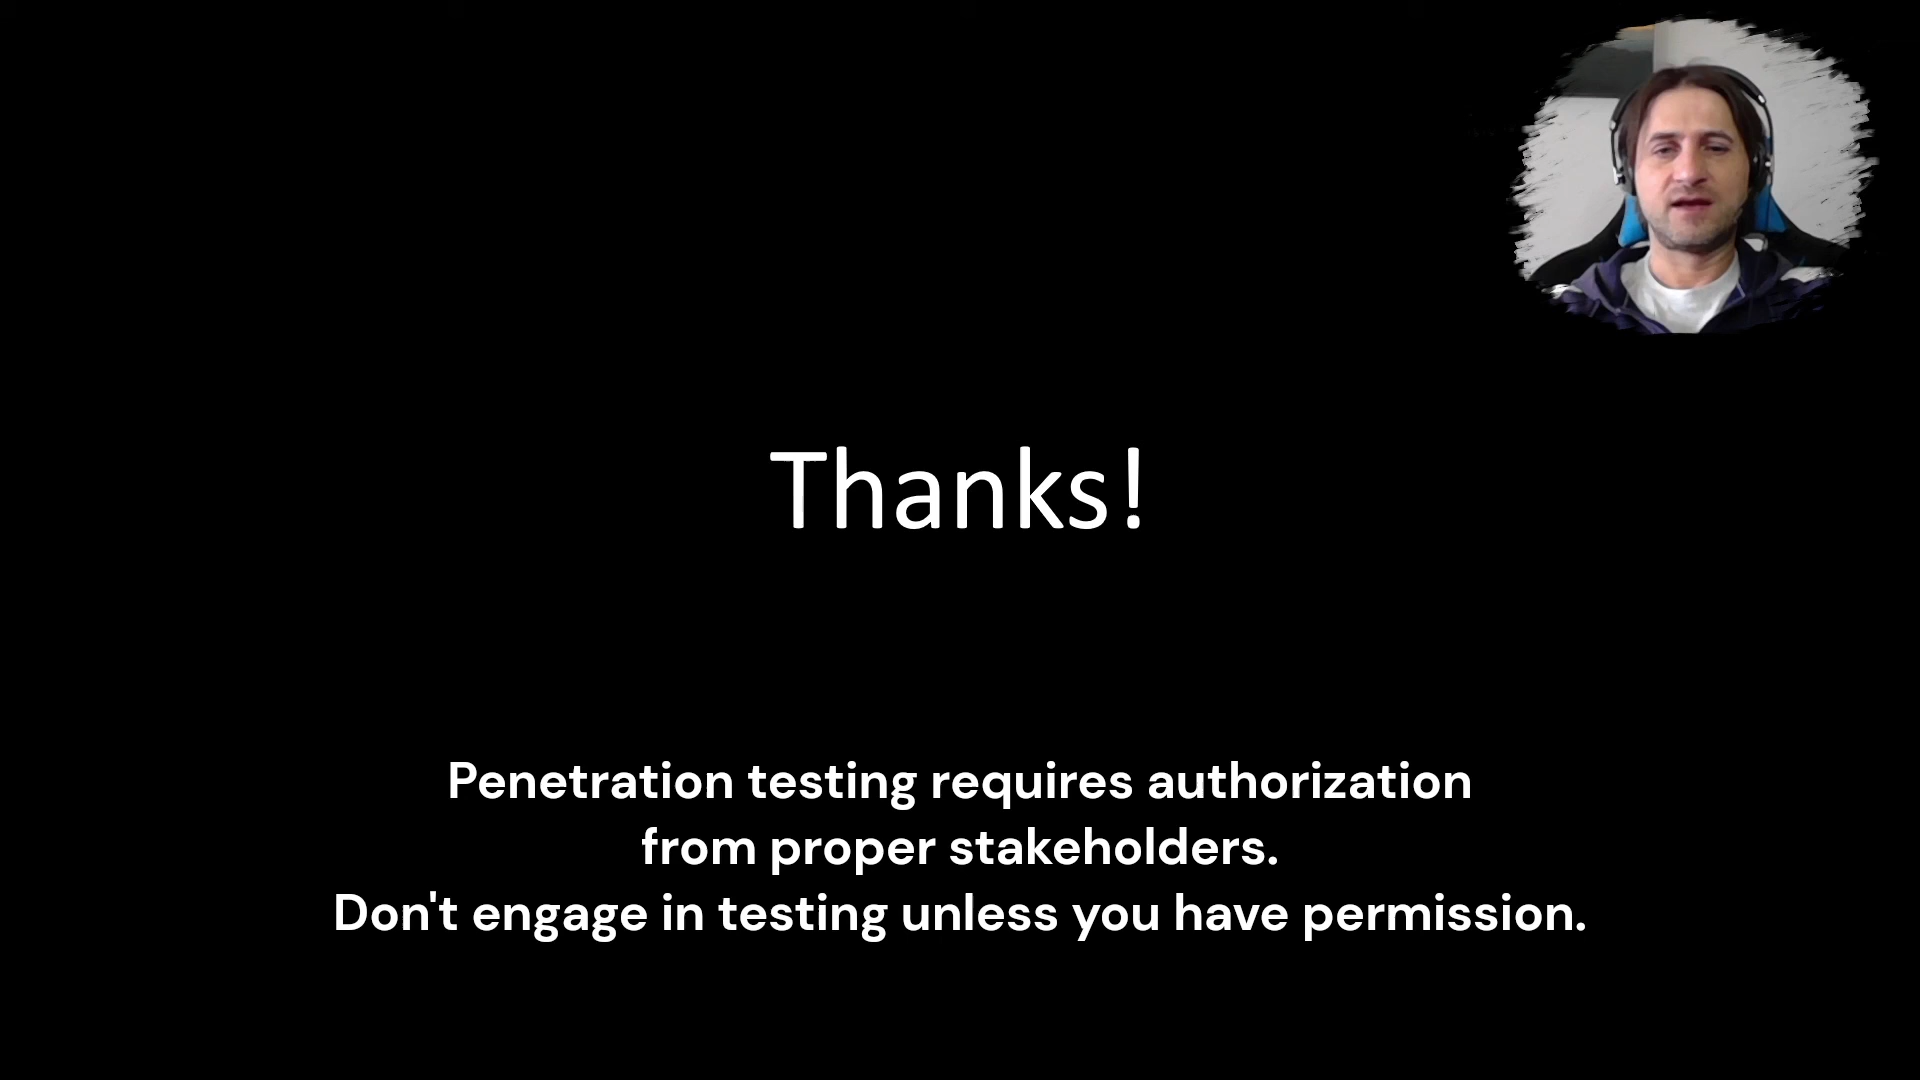 Thanks!
Penetration testing requires authorization
from proper stakeholders.
Don't engage in testing unless you have permission.